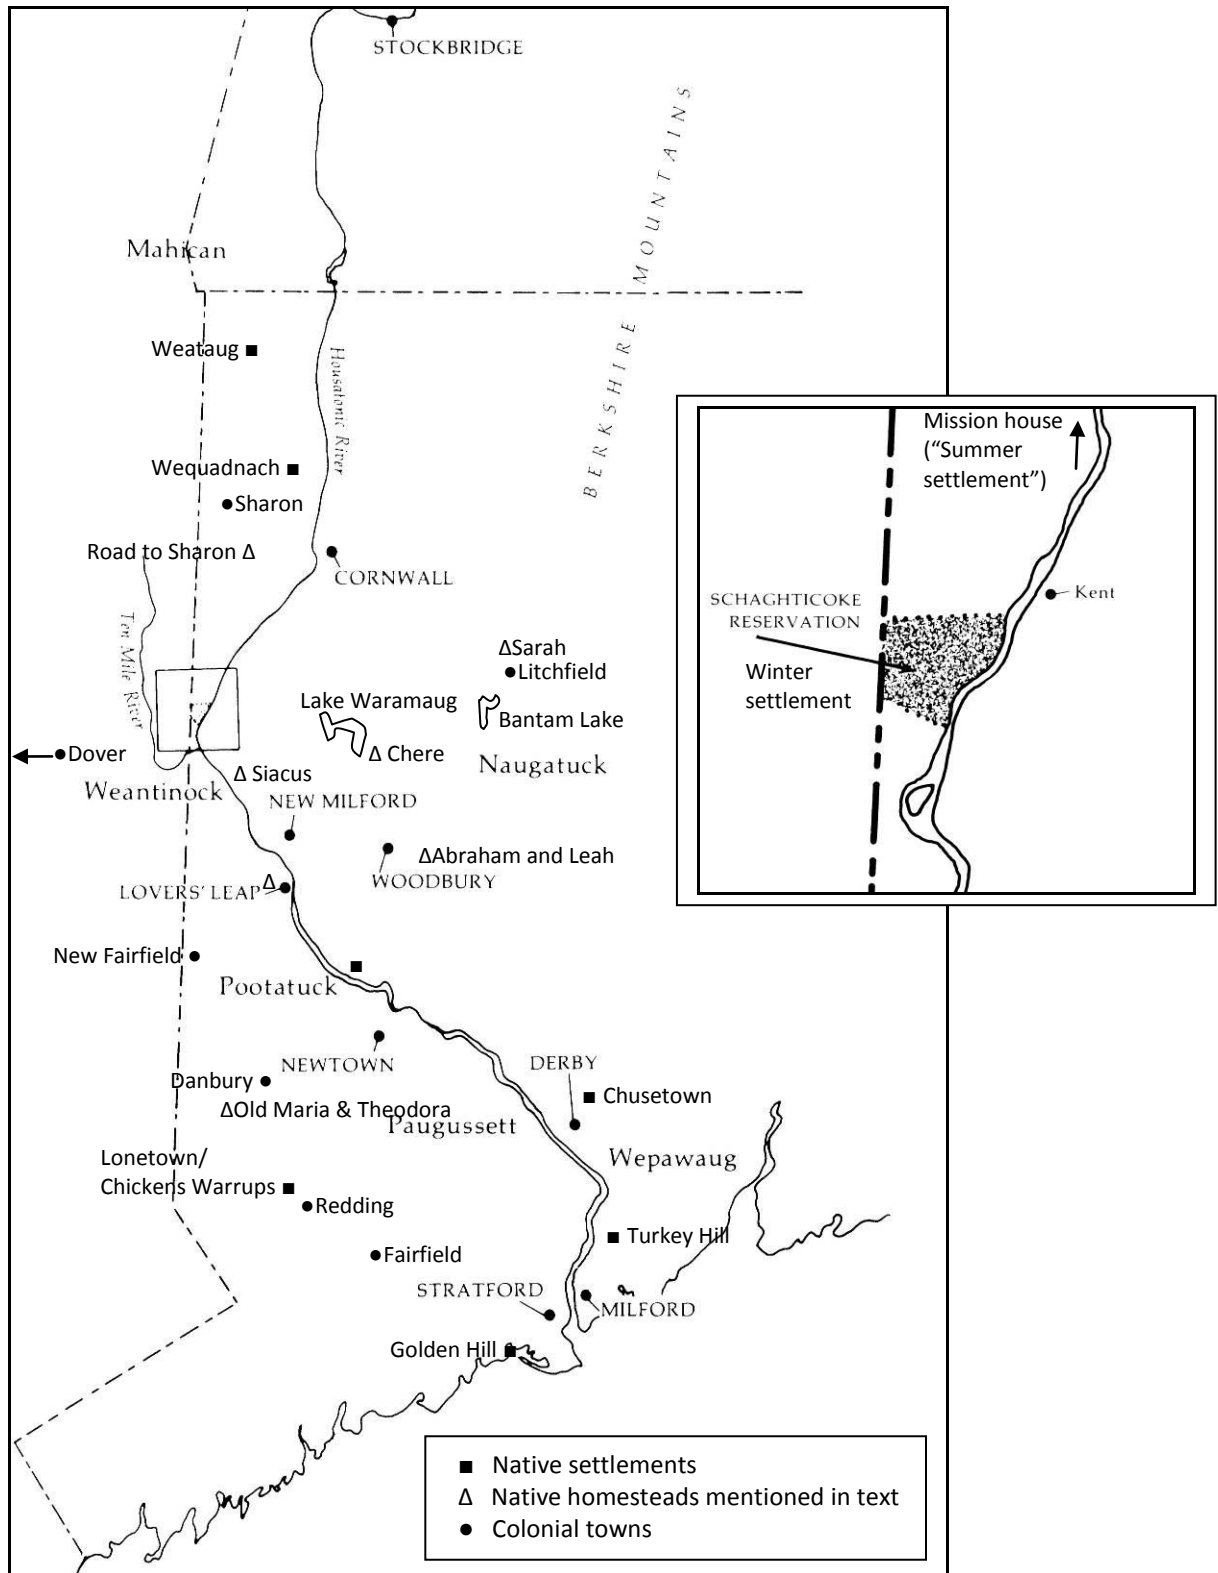 STOCKBRIDGE
BERKSHIRE MOUNTAINS
Mahican
Weataug
Housatonic River
Wequadnach
Sharon
Road to Sharon Δ
CORNWALL
Ten Mile River
ΔSarah
Litchfield
Lake Waramaug
Bantam Lake
Dover
Δ Chere
Naugatuck
Δ Siacus
Weantinock
NEW MILFORD
ΔAbraham and Leah
WOODBURY
LOVERS' LEAP Δ
New Fairfield
Pootatuck
NEWTOWN
DERBY
Danbury
Chusetown
ΔOld Maria & Theodora
Paugussett
Wepawaug
Lonetown/
Chickens Warrups
Redding
Turkey Hill
Fairfield
STRATFORD
MILFORD
Golden Hill
Mission house
("Summer
settlement")
Kent
SCHAGHTICOKE
RESERVATION
Winter
settlement
■ Native settlements
Δ Native homesteads mentioned in text
● Colonial towns